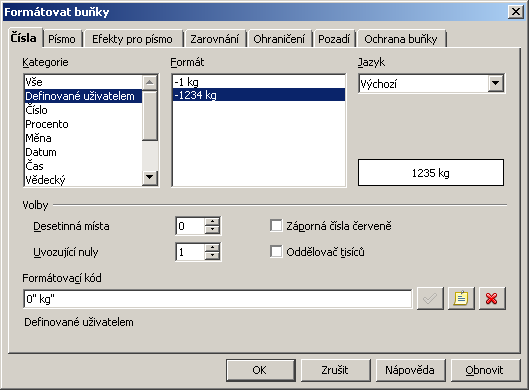 Formátovat buňky
Čísla Písmo Efekty pro písmo Zarovnání Ohraničení Pozadí Ochrana buňky
Kategorie Formát Jazyk
Vše
Definované uživatelem
Číslo
Procento
Měna
Datum
Čas
Vědecký
-1 kg
-1234 kg
Výchozí
1235 kg
Volby
Desetinná místa 0 Záporná čísla červeně
Uvozující nuly 1 Oddělovač tisíců
Formátovací kód
0" kg"
Definované uživatelem
OK Zrušit Nápověda Obnovit